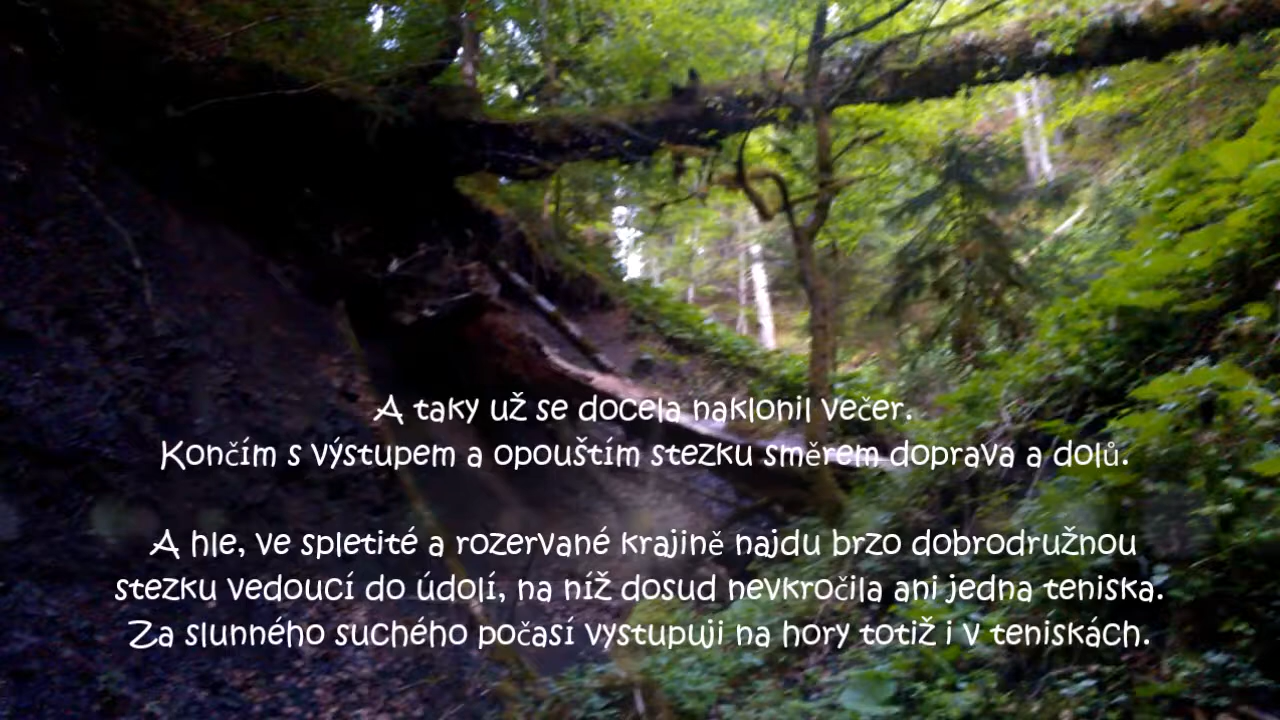 A taky už se docela naklonil večer.
Končím s výstupem a opouštím stezku směrem doprava a dolů.
A hle, ve spletité a rozervané krajině najdu brzo dobrodružnou
stezku vedoucí do údolí, na níž dosud nevkročila ani jedna teniska.
Za slunného suchého počasí vystupuji na hory totiž i v teniskách.